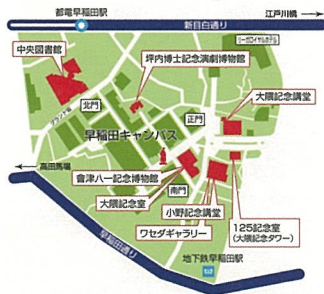 都電早稲田駅
江戸川橋
新目白通り
リーガロイヤルホテル
中央図書館
坪内博士記念演劇博物館
大隈記念講堂
北門
正門
グランド坂
早稲田キャンパス
高田馬場
會津八一記念博物館
大隈記念室
南門
小野記念講堂
ワセダギャラリー
125記念室
(大隈記念タワー)
早稲田通り
地下鉄早稲田駅